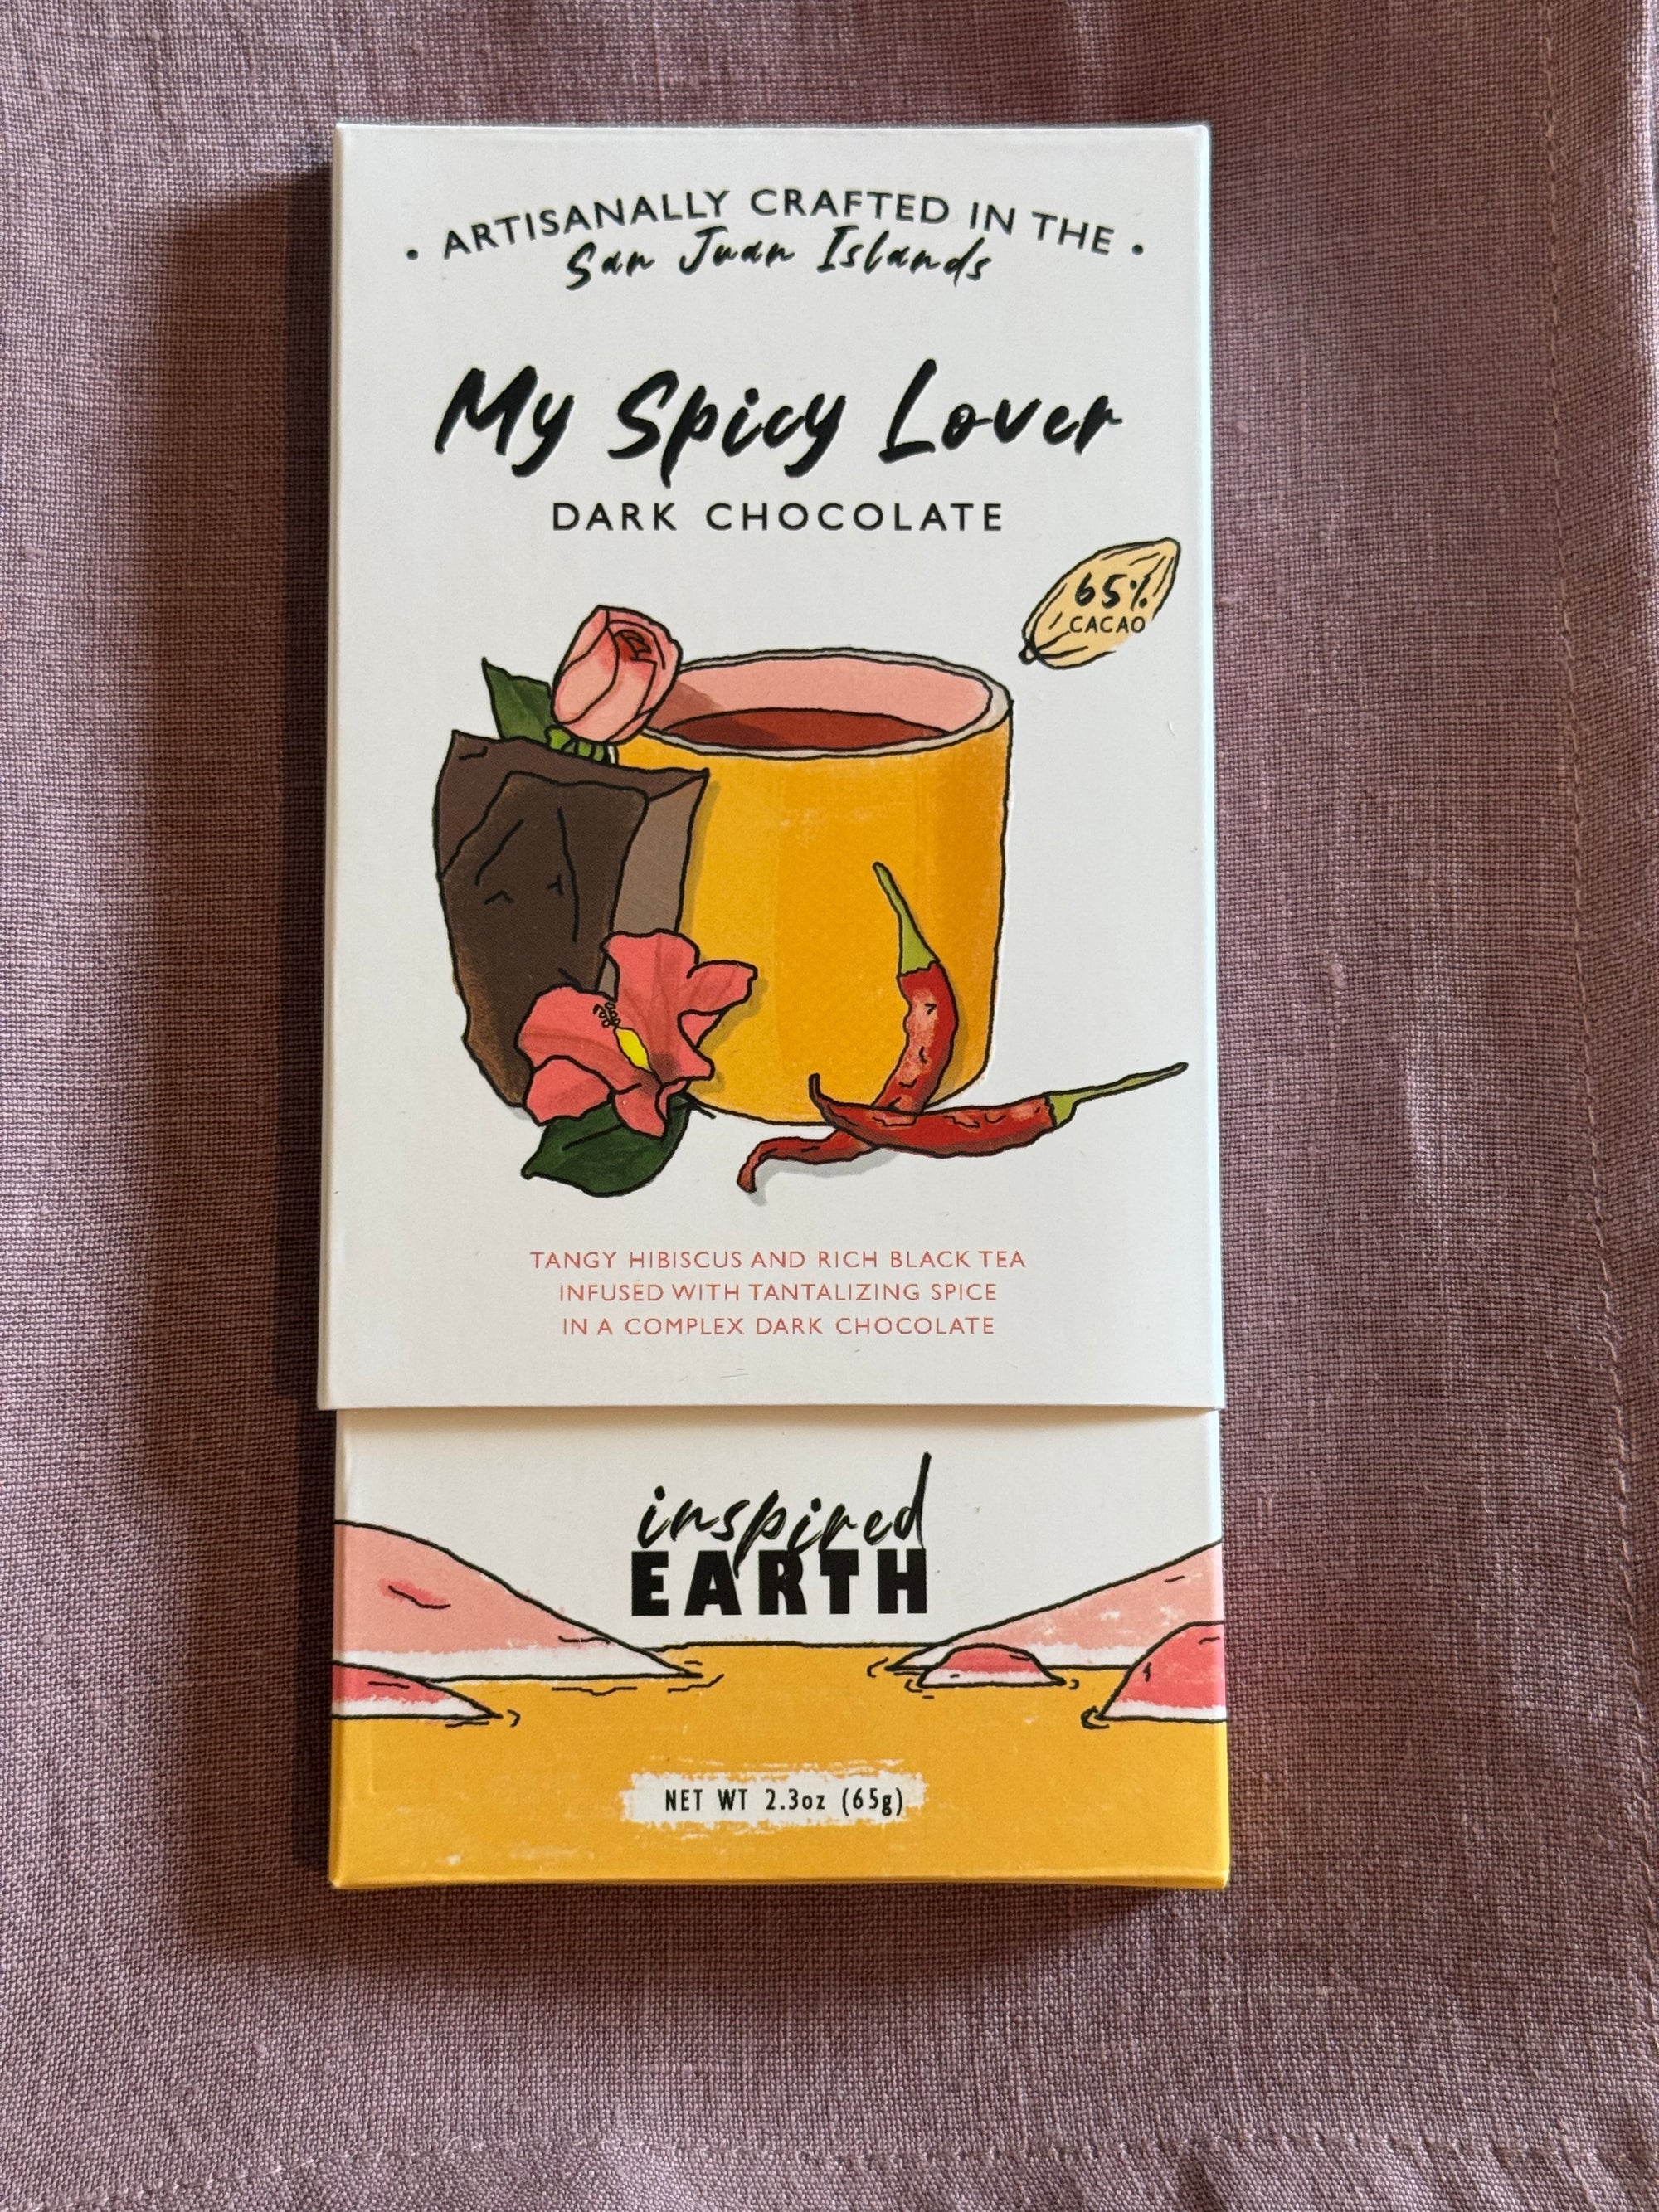 • ARTISANALLY CRAFTED IN THE •
San Juan Islands
My Spicy Lover
DARK CHOCOLATE
65%
CACAO
TANGY HIBISCUS AND RICH BLACK TEA
INFUSED WITH TANTALIZING SPICE
IN A COMPLEX DARK CHOCOLATE
inspired
EARTH
NET WT 2.3oz (65g)